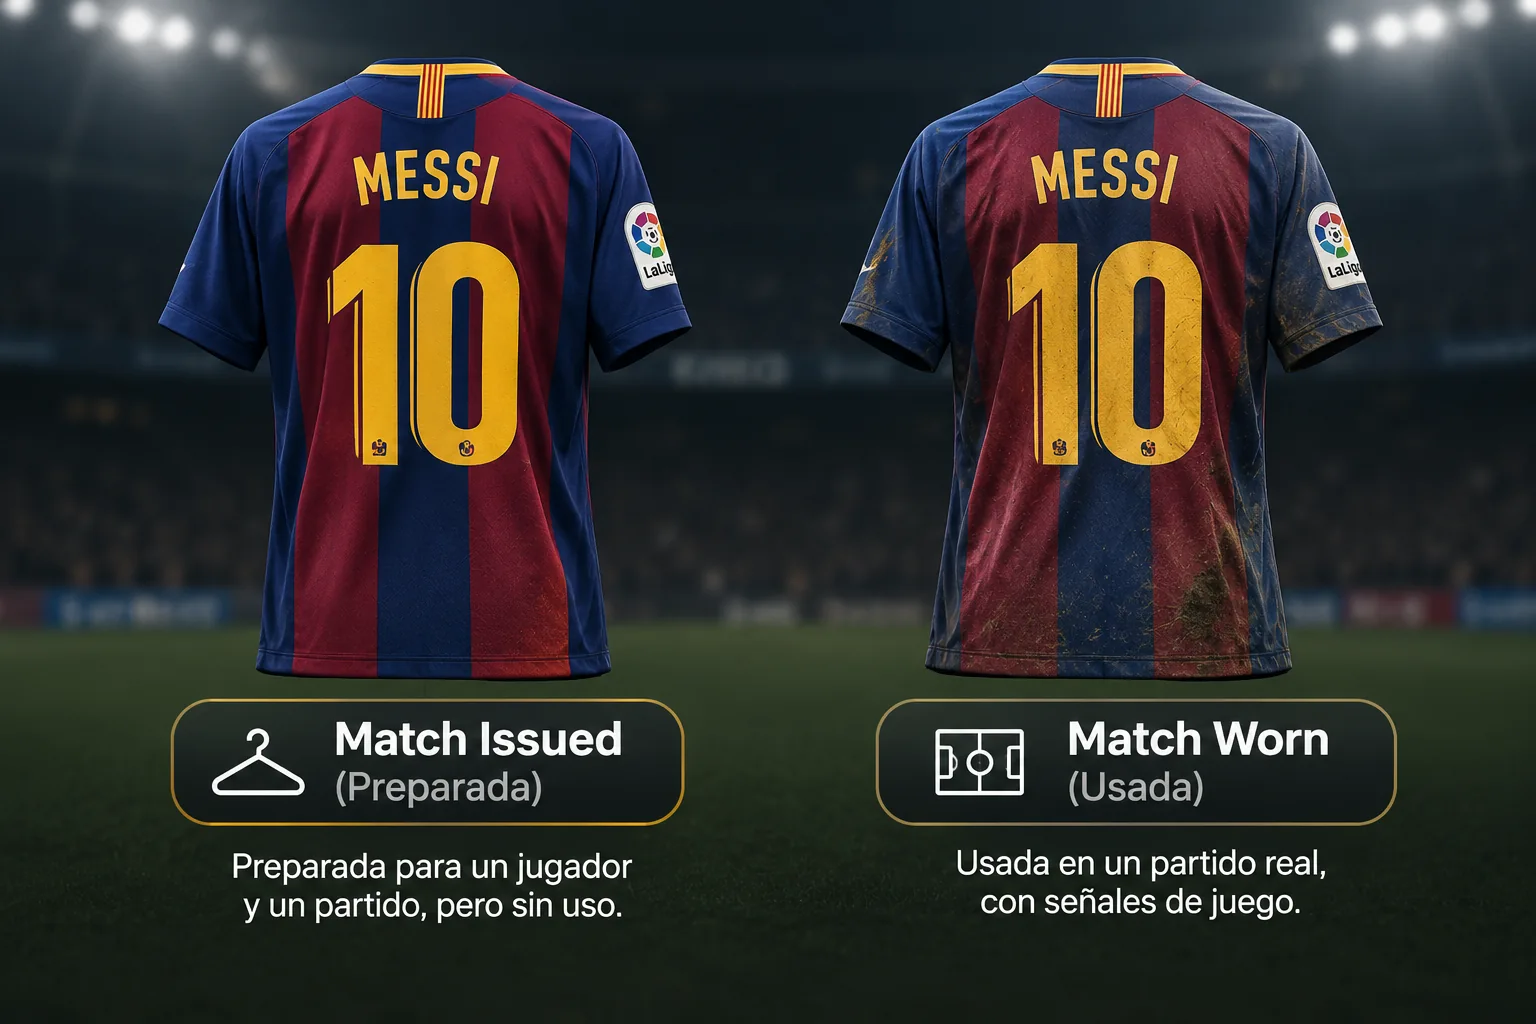 MESSI
10
LaLig
Match Issued
(Preparada)
Preparada para un jugador
y un partido, pero sin uso.
MESSI
10
LaLiga
Match Worn
(Usada)
Usada en un partido real,
con señales de juego.